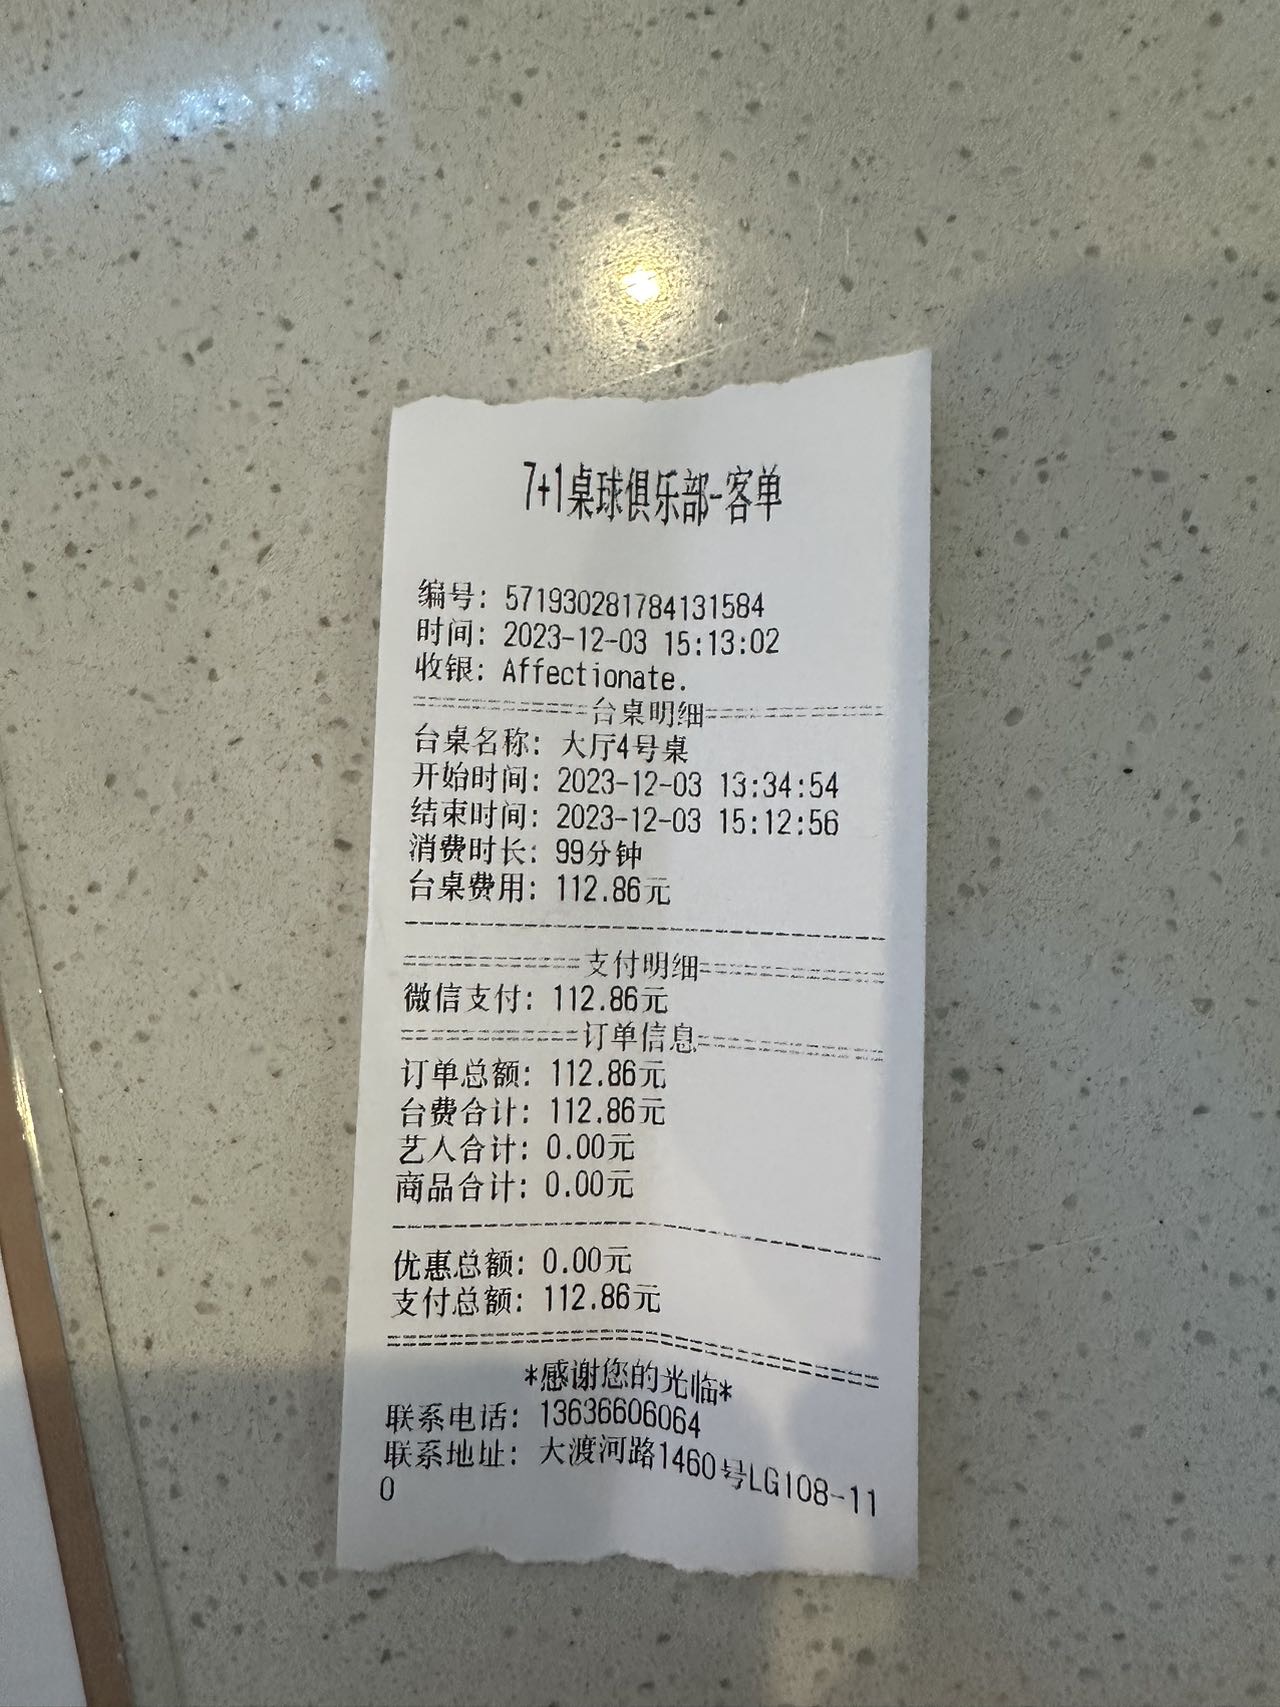 7+1桌球俱乐部-客单
编号: 571930281784131584
时间: 2023-12-03 15:13:02
收银: Affectionate.
============台桌明细============
台桌名称: 大厅4号桌
开始时间: 2023-12-03 13:34:54
结束时间: 2023-12-03 15:12:56
消费时长: 99分钟
台桌费用: 112.86元
--------------------------------
============支付明细============
微信支付: 112.86元
============订单信息============
订单总额: 112.86元
台费合计: 112.86元
艺人合计: 0.00元
商品合计: 0.00元
--------------------------------
优惠总额: 0.00元
支付总额: 112.86元
================================
*感谢您的光临*
联系电话: 13636606064
联系地址: 大渡河路1460号LG108-11
0